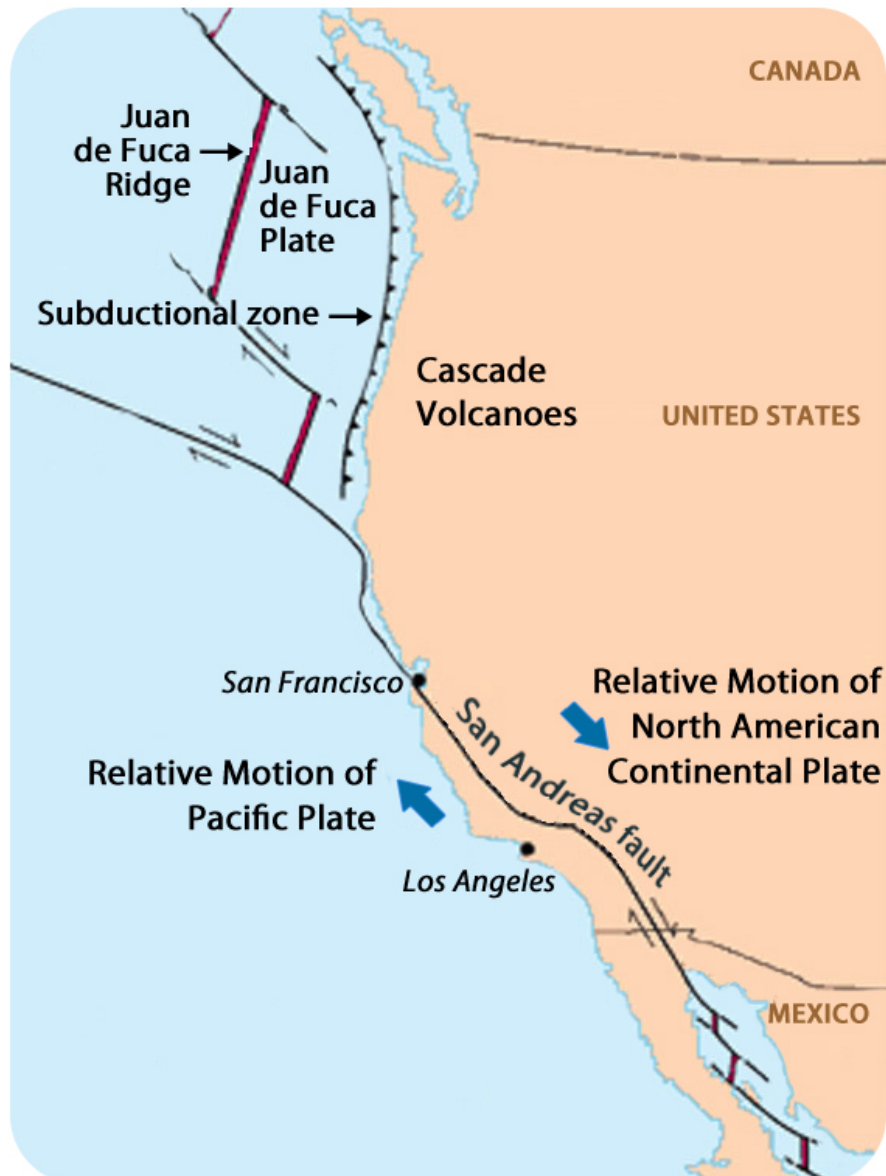 CANADA
Juan
de Fuca
Ridge
Juan
de Fuca
Plate
Subductional zone
Cascade
Volcanoes
UNITED STATES
San Francisco
Relative Motion of
North American
Continental Plate
San Andreas fault
Relative Motion of
Pacific Plate
Los Angeles
MEXICO